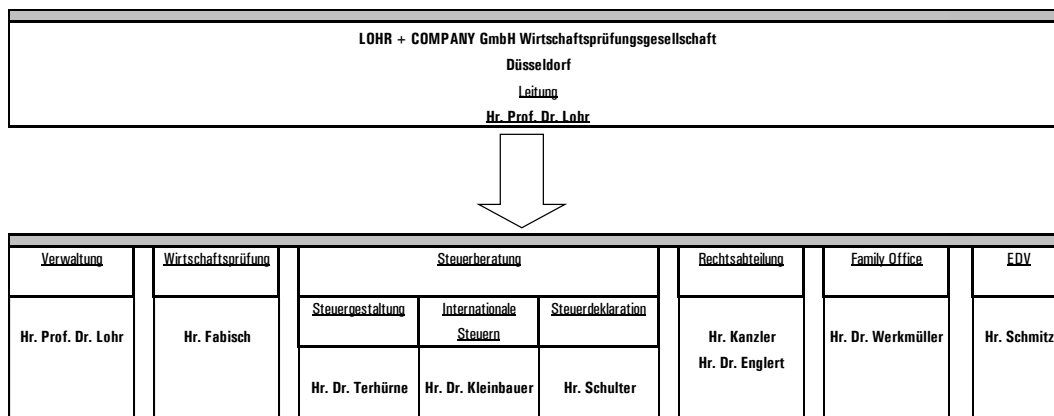 LOHR + COMPANY GmbH Wirtschaftsprüfungsgesellschaft
Düsseldorf
Leitung
Hr. Prof. Dr. Lohr
Verwaltung
Hr. Prof. Dr. Lohr
Wirtschaftsprüfung
Hr. Fabisch
Steuerberatung
Steuergestaltung
Hr. Dr. Terhürne
Internationale
Steuern
Hr. Dr. Kleinbauer
Steuerdeklaration
Hr. Schulter
Rechtsabteilung
Hr. Kanzler
Hr. Dr. Englert
Family Office
Hr. Dr. Werkmüller
EDV
Hr. Schmitz